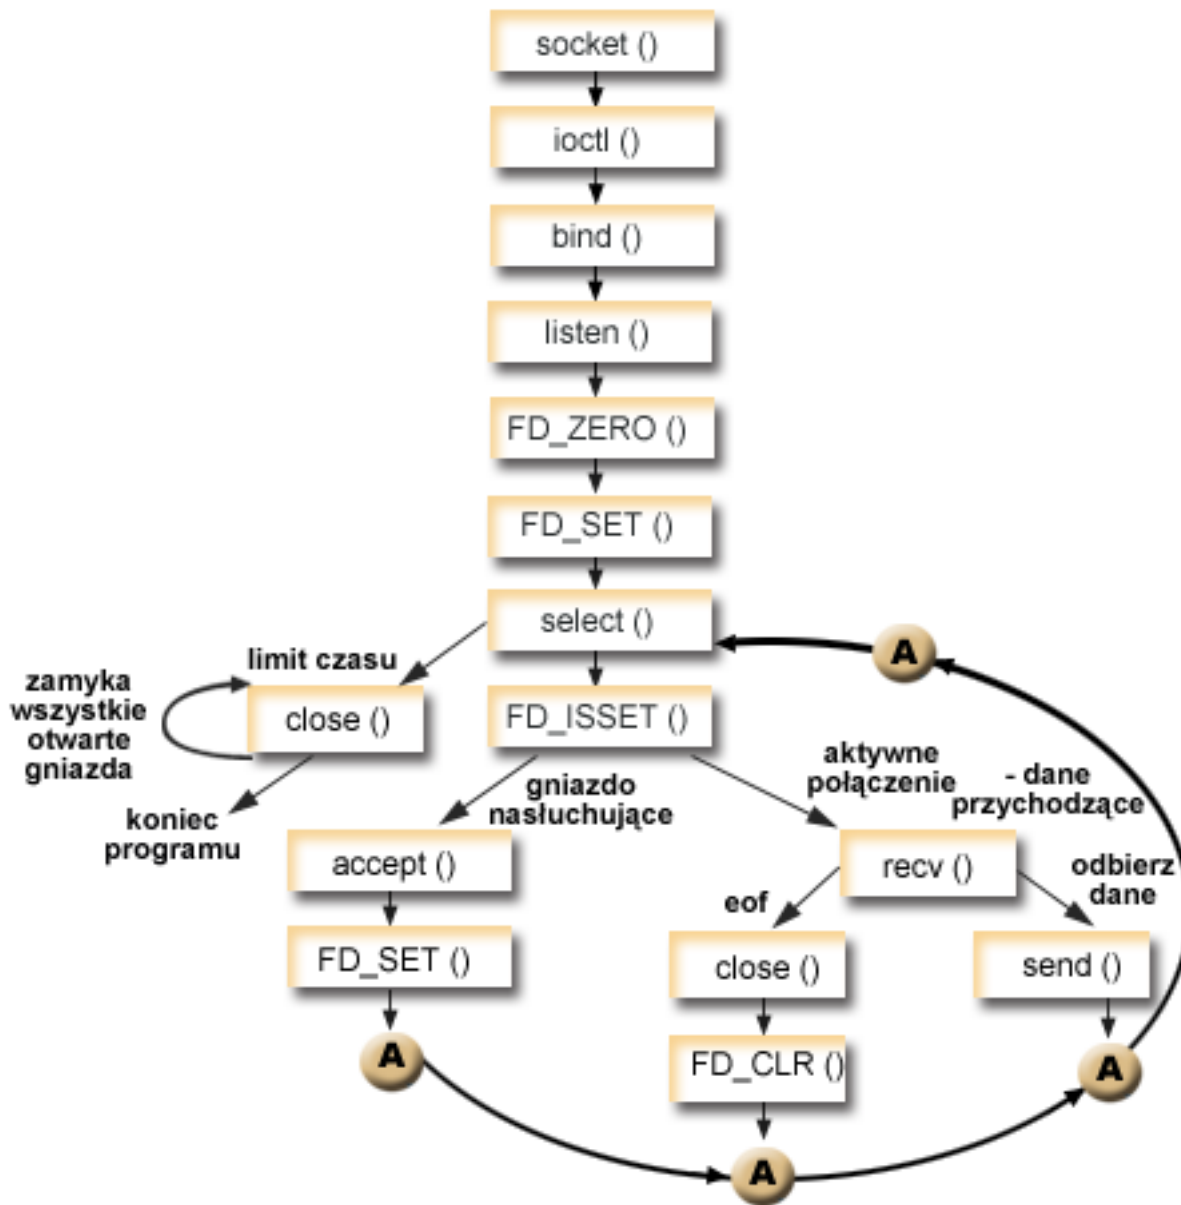 socket ()
ioctl ()
bind ()
listen ()
FD_ZERO ()
FD_SET ()
select ()
A
limit czasu
zamyka
wszystkie
otwarte
gniazda
close ()
FD_ISSET ()
koniec
programu
gniazdo
nasłuchujące
aktywne
połączenie
- dane
przychodzące
accept ()
recv ()
eof
odbierz
dane
FD_SET ()
close ()
send ()
A
FD_CLR ()
A
A